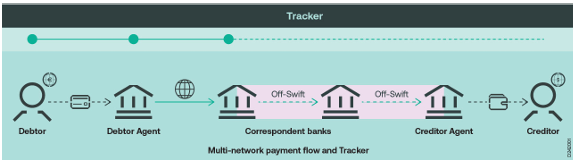 Tracker
Off-Swift
Off-Swift
Debtor
Debtor Agent
Correspondent banks
Creditor Agent
Creditor
Multi-network payment flow and Tracker